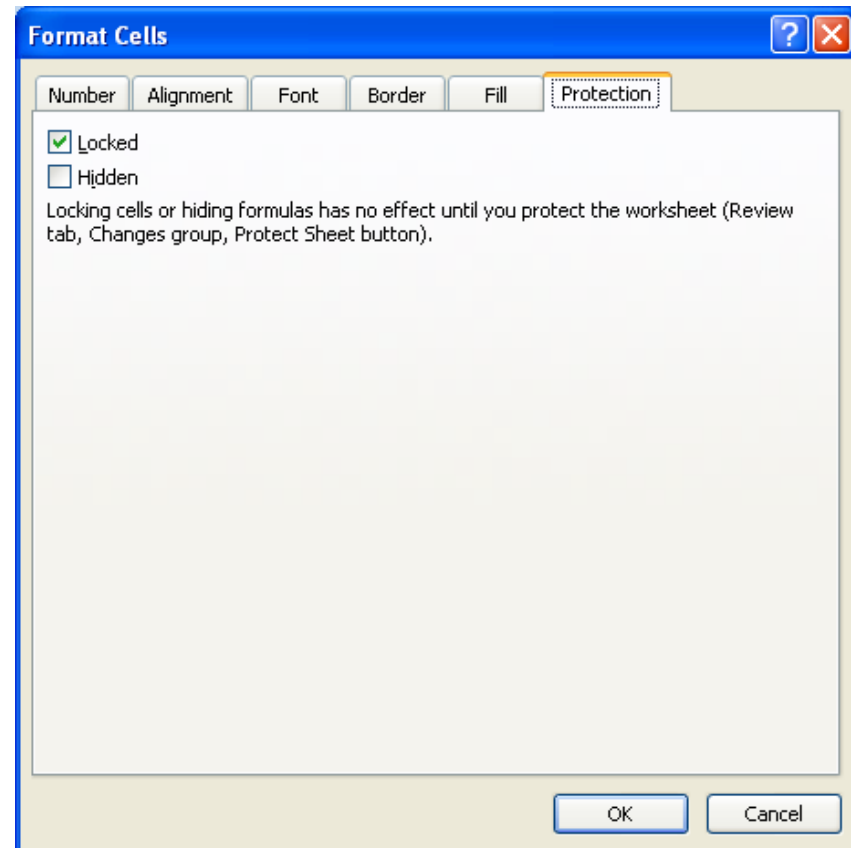 Format Cells
Number Alignment Font Border Fill Protection
Locked
Hidden
Locking cells or hiding formulas has no effect until you protect the worksheet (Review
tab, Changes group, Protect Sheet button).
OK Cancel